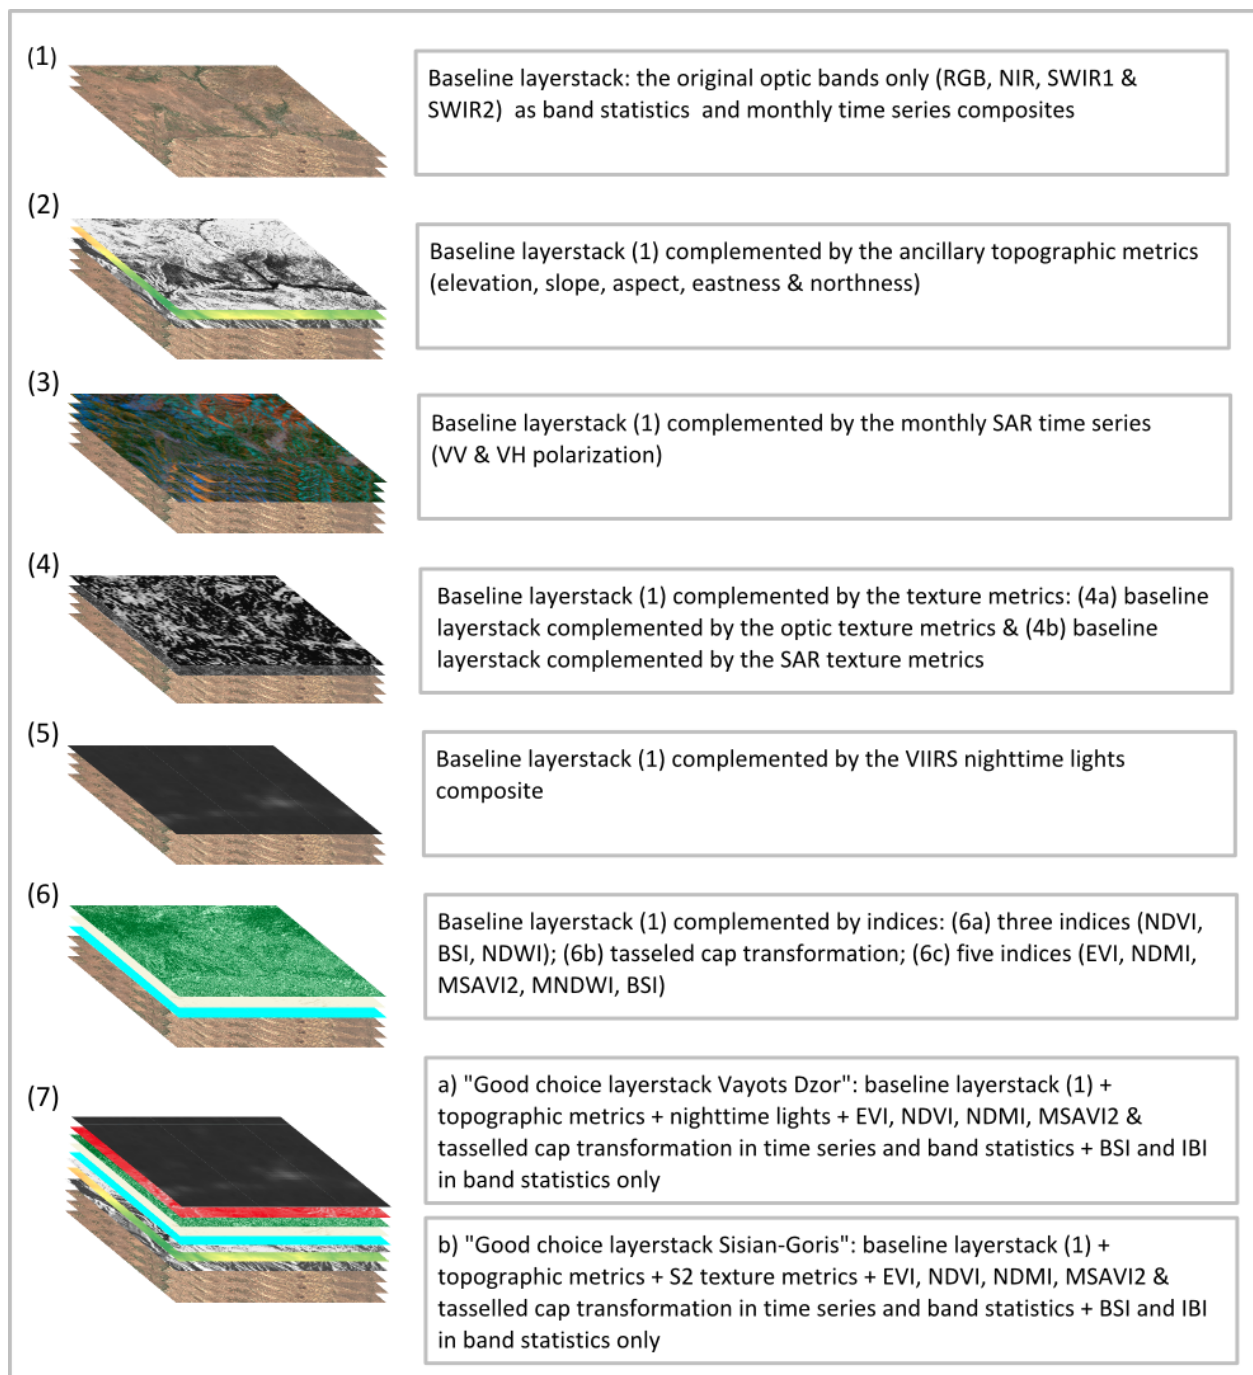 (1)
Baseline layerstack: the original optic bands only (RGB, NIR, SWIR1 &
SWIR2) as band statistics and monthly time series composites
(2)
Baseline layerstack (1) complemented by the ancillary topographic metrics
(elevation, slope, aspect, eastness & northness)
(3)
Baseline layerstack (1) complemented by the monthly SAR time series
(VV & VH polarization)
(4)
Baseline layerstack (1) complemented by the texture metrics: (4a) baseline
layerstack complemented by the optic texture metrics & (4b) baseline
layerstack complemented by the SAR texture metrics
(5)
Baseline layerstack (1) complemented by the VIIRS nighttime lights
composite
(6)
Baseline layerstack (1) complemented by indices: (6a) three indices (NDVI,
BSI, NDWI); (6b) tasseled cap transformation; (6c) five indices (EVI, NDMI,
MSAVI2, MNDWI, BSI)
(7)
a) "Good choice layerstack Vayots Dzor": baseline layerstack (1) +
topographic metrics + nighttime lights + EVI, NDVI, NDMI, MSAVI2 &
tasselled cap transformation in time series and band statistics + BSI and IBI
in band statistics only
b) "Good choice layerstack Sisian-Goris": baseline layerstack (1) +
topographic metrics + S2 texture metrics + EVI, NDVI, NDMI, MSAVI2 &
tasselled cap transformation in time series and band statistics + BSI and IBI
in band statistics only